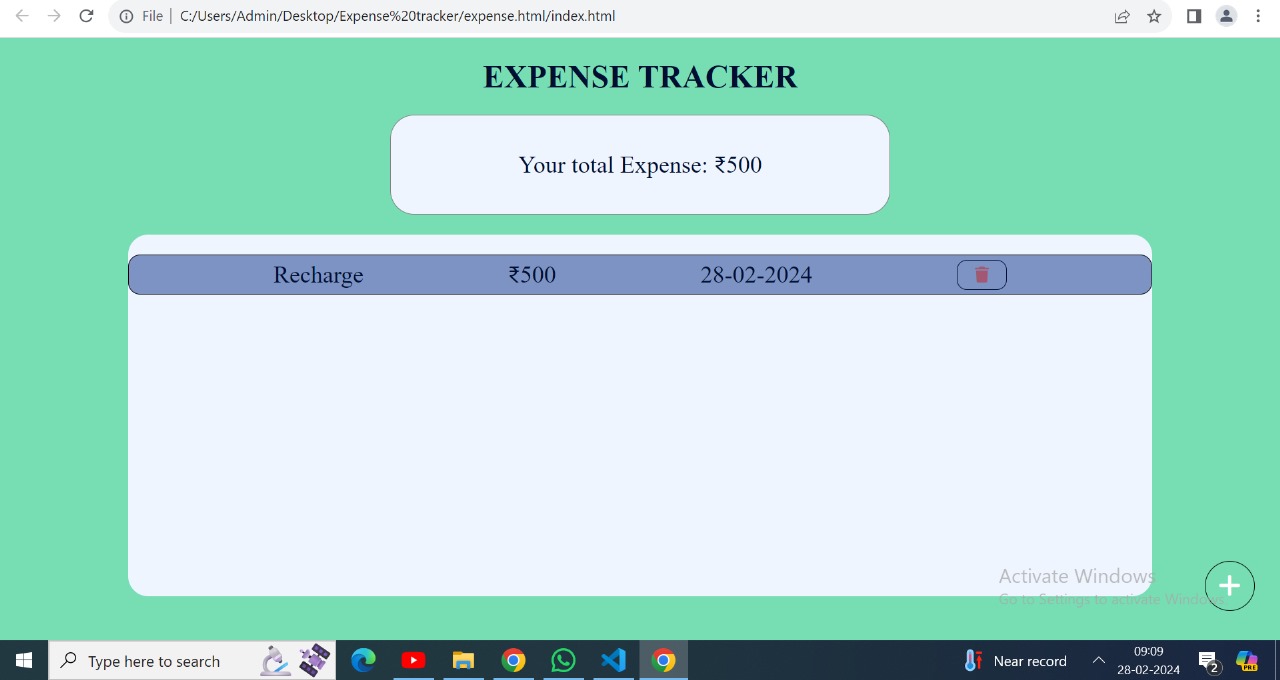 File | C:/Users/Admin/Desktop/Expense%20tracker/expense.html/index.html
EXPENSE TRACKER
Your total Expense: ₹500
Recharge ₹500 28-02-2024
Activate Windows
Go to Settings to activate Windows.
Type here to search
Near record
09:09
28-02-2024
2
PRE